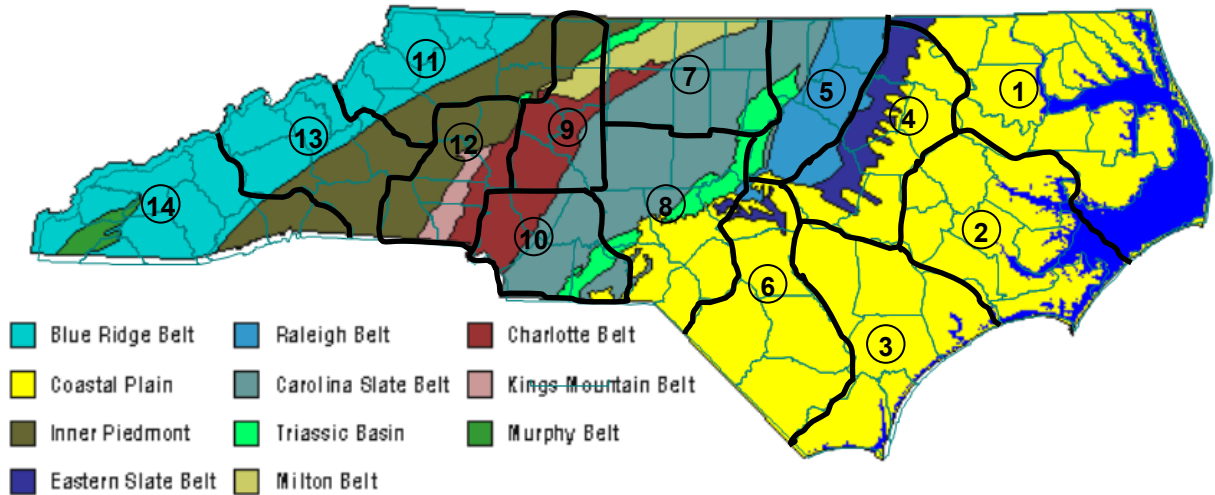 11
7
5
1
9
4
13
12
14
8
10
2
6
3
Blue Ridge Belt
Raleigh Belt
Charlotte Belt
Coastal Plain
Carolina Slate Belt
Kings Mountain Belt
Inner Piedmont
Triassic Basin
Murphy Belt
Eastern Slate Belt
Milton Belt